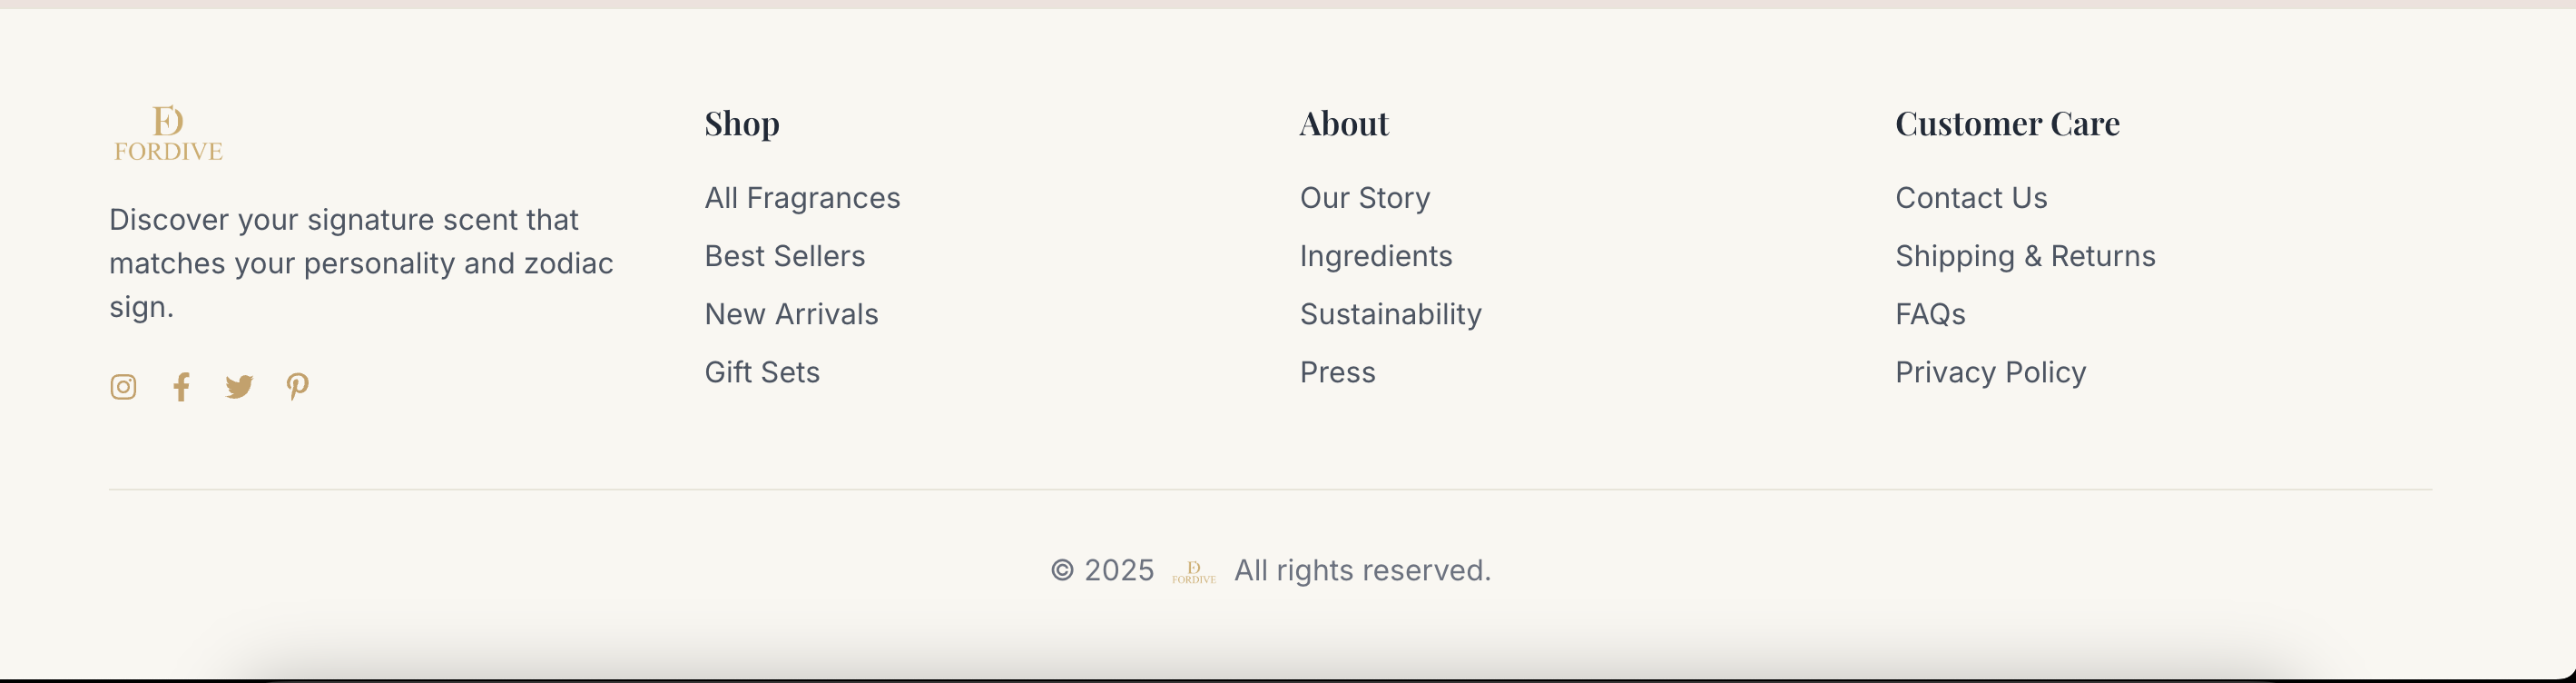 FD
FORDIVE
Discover your signature scent that
matches your personality and zodiac
sign.
Shop
All Fragrances
Best Sellers
New Arrivals
Gift Sets
About
Our Story
Ingredients
Sustainability
Press
Customer Care
Contact Us
Shipping & Returns
FAQs
Privacy Policy
© 2025 FD FORDIVE All rights reserved.